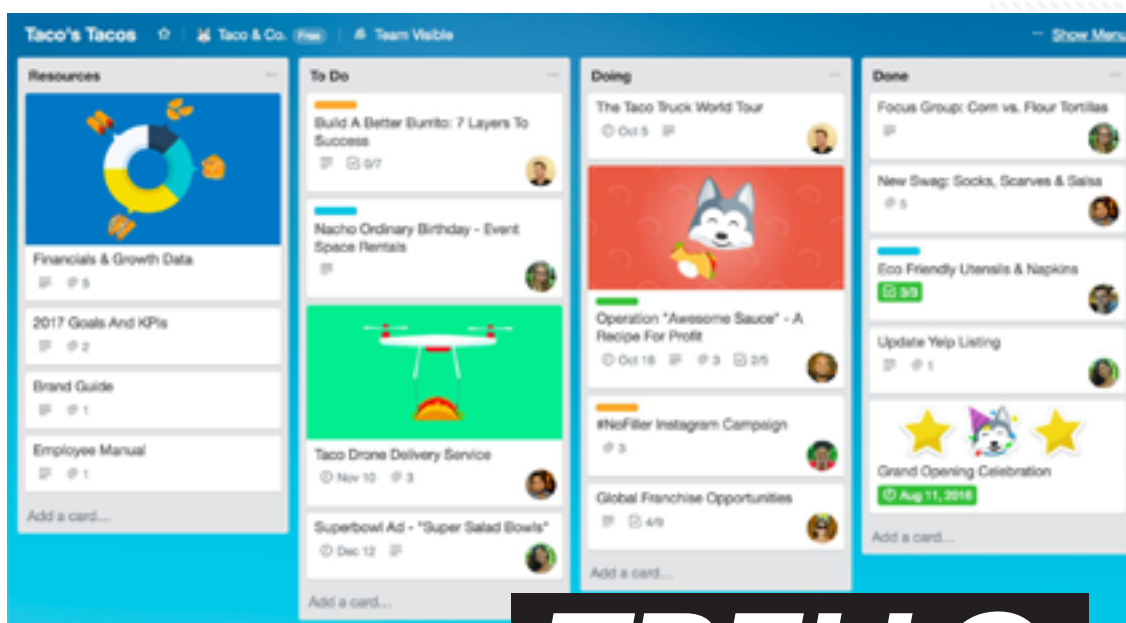 Taco's Tacos
Taco & Co.
Free
Team Visible
Show Menu
Resources
Financials & Growth Data
5
2017 Goals And KPIs
2
Brand Guide
1
Employee Manual
1
Add a card...
To Do
Build A Better Burrito: 7 Layers To
Success
0/7
Nacho Ordinary Birthday - Event
Space Rentals
Taco Drone Delivery Service
Nov 10 3
Superbowl Ad - "Super Salad Bowls"
Dec 12
Add a card...
Doing
The Taco Truck World Tour
Oct 5
Operation "Awesome Sauce" - A
Recipe For Profit
Oct 18 3 2/5
#NoFiller Instagram Campaign
3
Global Franchise Opportunities
4/9
Add a card...
Done
Focus Group: Corn vs. Flour Tortillas
New Swag: Socks, Scarves & Salsa
5
Eco Friendly Utensils & Napkins
3/3
Update Yelp Listing
1
Grand Opening Celebration
Aug 11, 2016
Add a card...